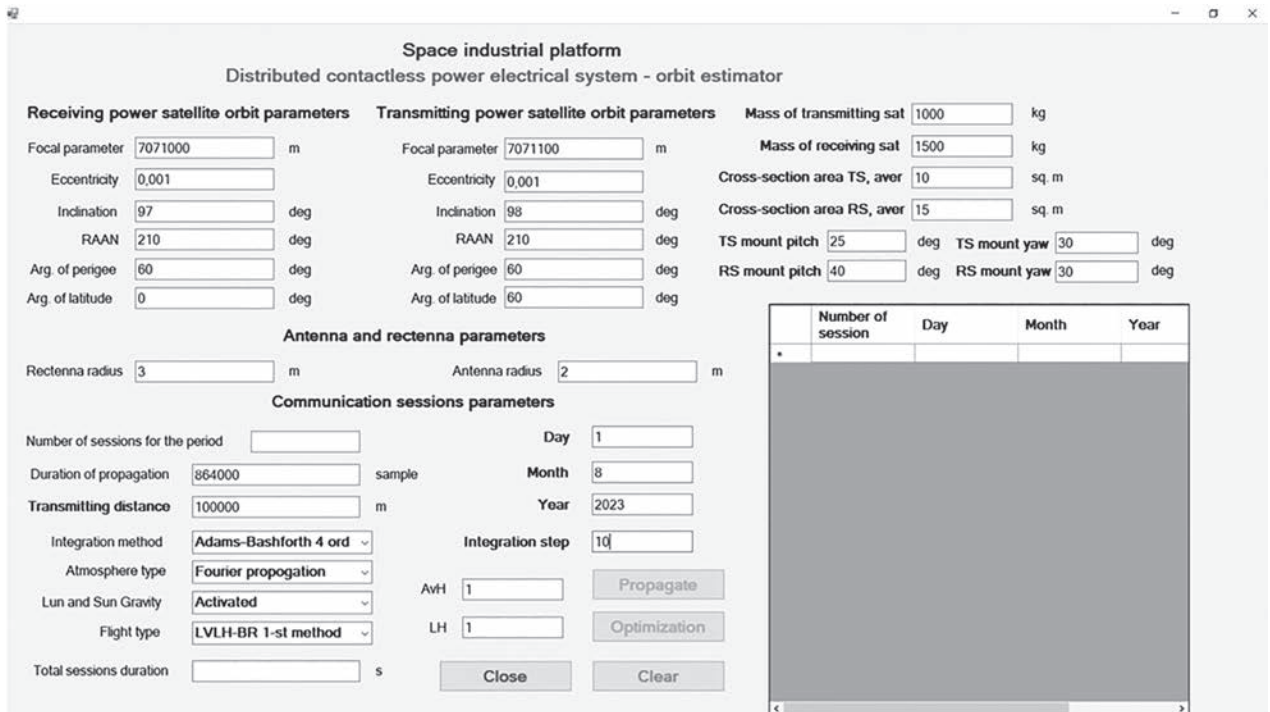 Space industrial platform
Distributed contactless power electrical system - orbit estimator
Receiving power satellite orbit parameters
Focal parameter 7071000 m
Eccentricity 0,001
Inclination 97 deg
RAAN 210 deg
Arg. of perigee 60 deg
Arg. of latitude 0 deg
Transmitting power satellite orbit parameters
Focal parameter 7071100 m
Eccentricity 0,001
Inclination 98 deg
RAAN 210 deg
Arg. of perigee 60 deg
Arg. of latitude 60 deg
Mass of transmitting sat 1000 kg
Mass of receiving sat 1500 kg
Cross-section area TS, aver 10 sq. m
Cross-section area RS, aver 15 sq. m
TS mount pitch 25 deg TS mount yaw 30 deg
RS mount pitch 40 deg RS mount yaw 30 deg
Antenna and rectenna parameters
Rectenna radius 3 m Antenna radius 2 m
Communication sessions parameters
Number of sessions for the period
Duration of propagation 864000 sample
Transmitting distance 100000 m
Integration method Adams-Bashforth 4 ord
Atmosphere type Fourier propogation
Lun and Sun Gravity Activated
Flight type LVLH-BR 1-st method
Total sessions duration s
Day 1
Month 8
Year 2023
Integration step 10
AvH 1 Propagate
LH 1 Optimization
Close Clear
Number of session Day Month Year